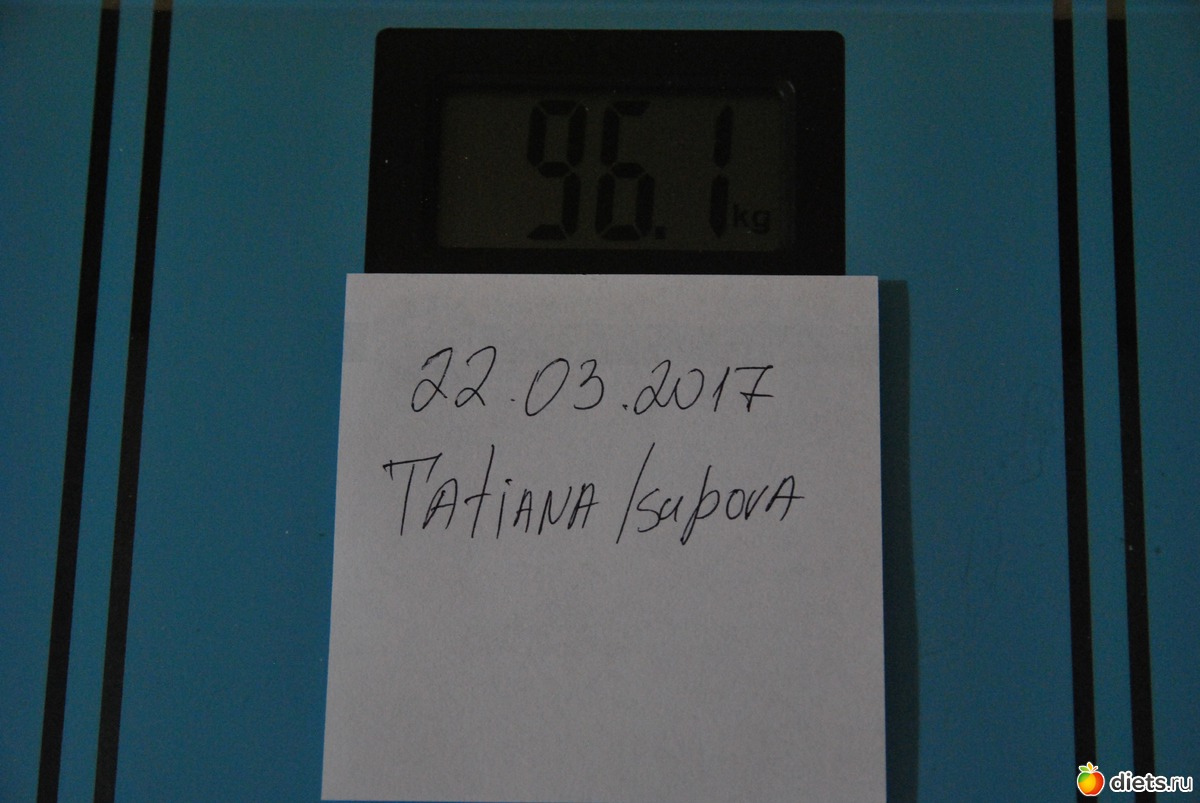 96.1 kg
22.03.2017
Tatiana Isupova
diets.ru